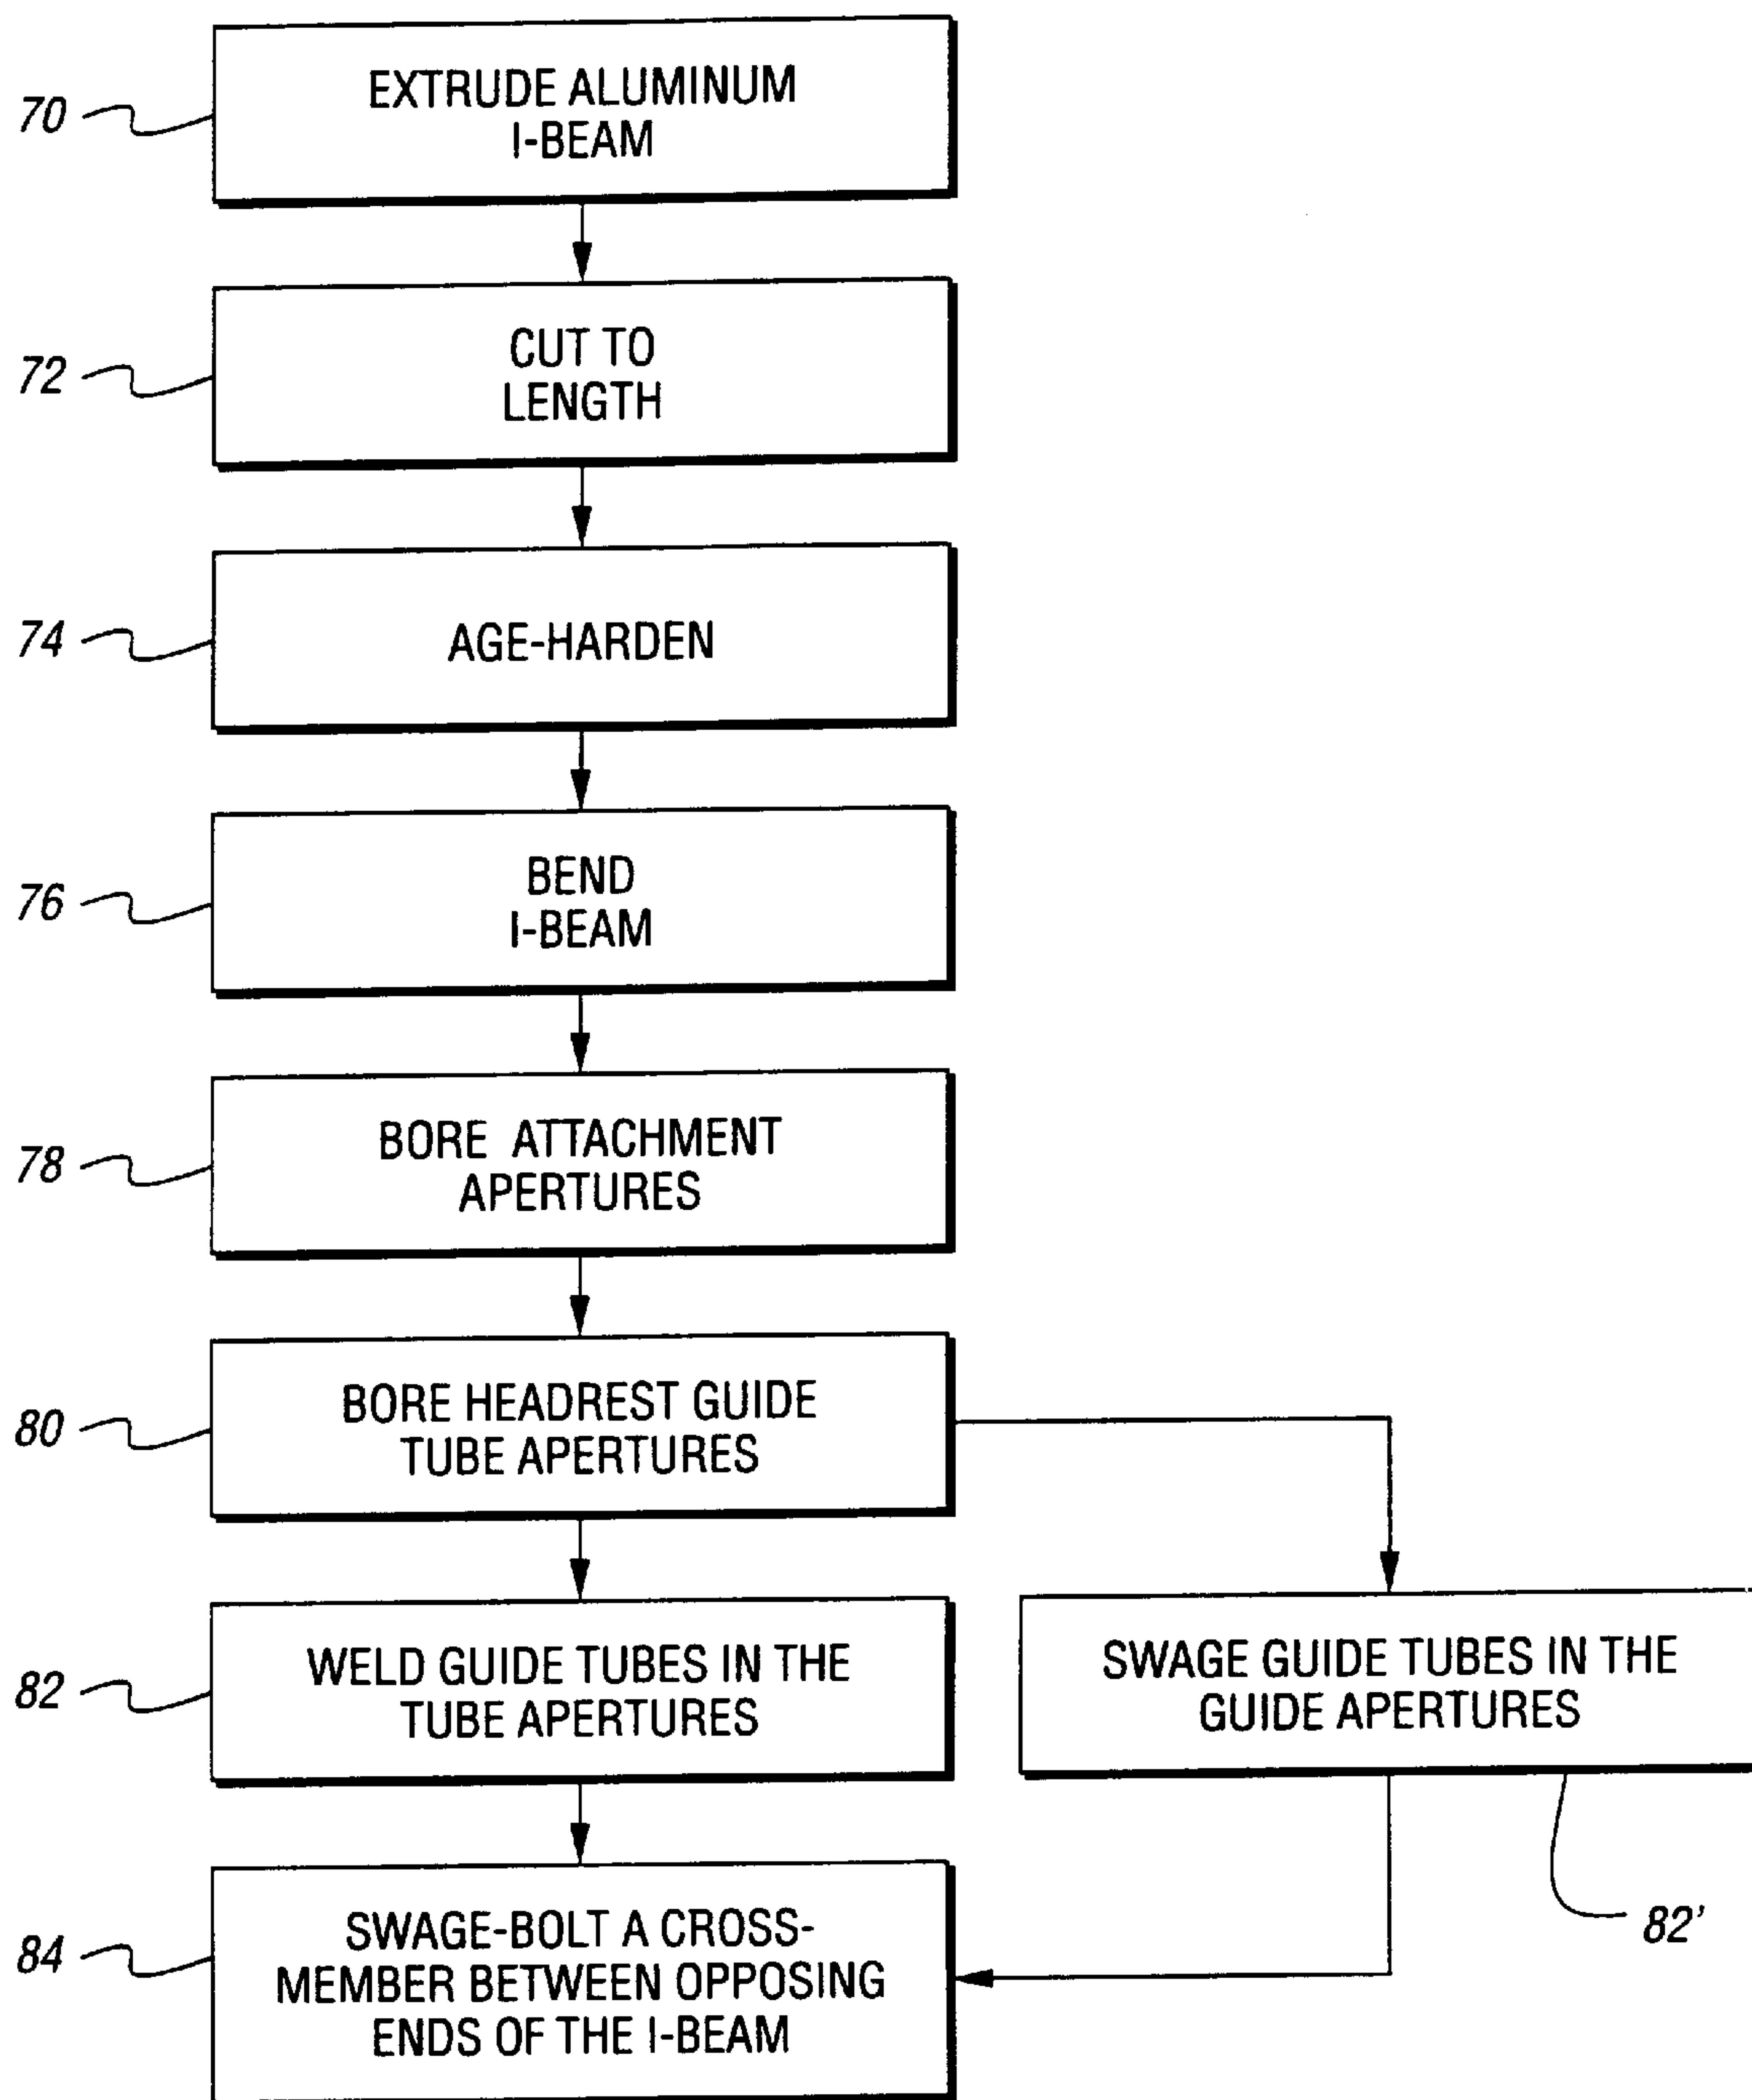 EXTRUDE ALUMINUM
I-BEAM
70
CUT TO
LENGTH
72
AGE-HARDEN
74
BEND
I-BEAM
76
BORE ATTACHMENT
APERTURES
78
BORE HEADREST GUIDE
TUBE APERTURES
80
WELD GUIDE TUBES IN THE
TUBE APERTURES
82
SWAGE GUIDE TUBES IN THE
GUIDE APERTURES
82'
SWAGE-BOLT A CROSS-
MEMBER BETWEEN OPPOSING
ENDS OF THE I-BEAM
84